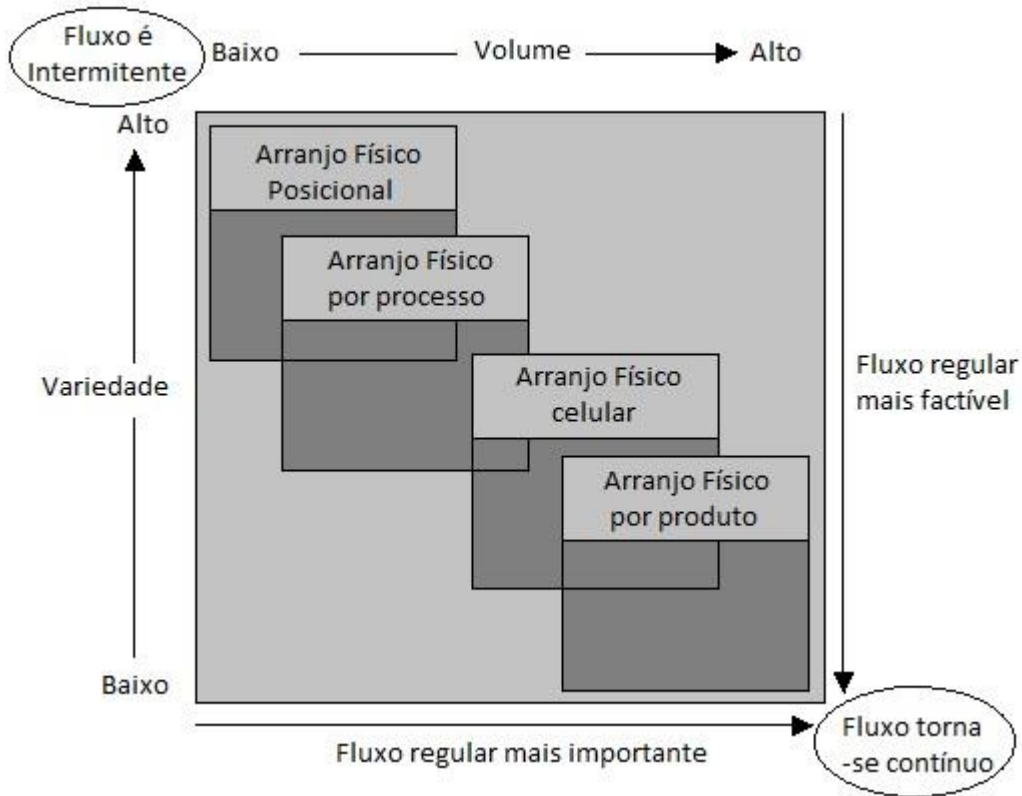 Fluxo é
Intermitente
Baixo
Volume
Alto
Alto
Arranjo Físico
Posicional
Arranjo Físico
por processo
Variedade
Arranjo Físico
celular
Fluxo regular
mais factível
Arranjo Físico
por produto
Baixo
Fluxo regular mais importante
Fluxo torna
-se contínuo